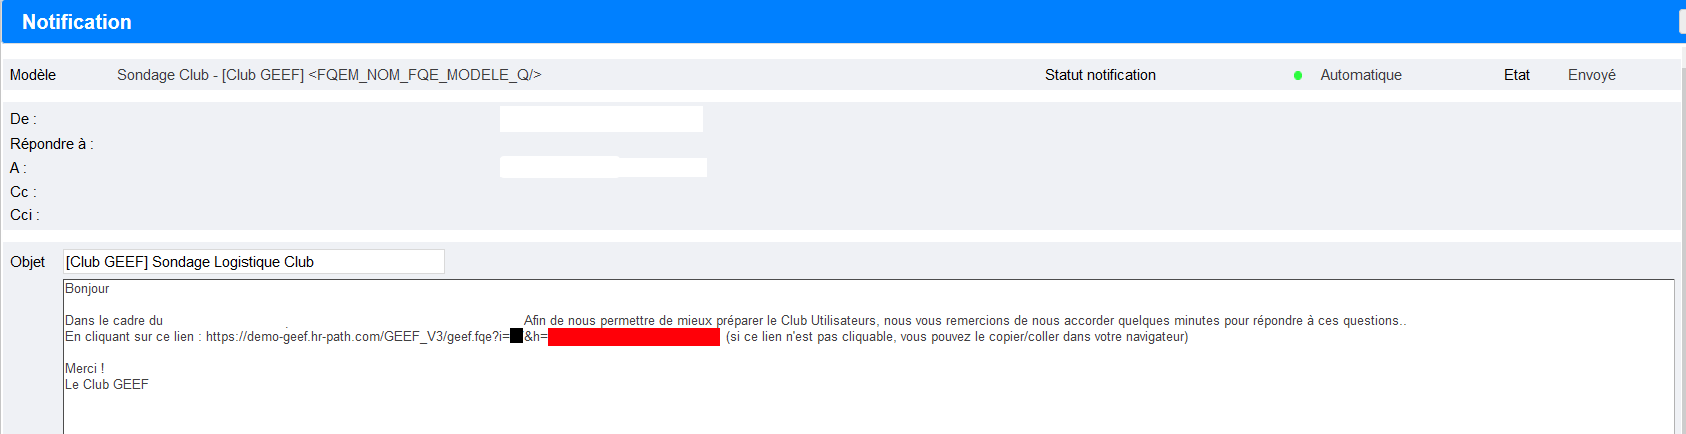 Notification
Modèle Sondage Club - [Club GEEF] <FQEM_NOM_FQE_MODELE_Q/> Statut notification Automatique Etat Envoyé
De :
Répondre à :
A :
Cc :
Cci :
Objet [Club GEEF] Sondage Logistique Club
Bonjour
Dans le cadre du . Afin de nous permettre de mieux préparer le Club Utilisateurs, nous vous remercions de nous accorder quelques minutes pour répondre à ces questions..
En cliquant sur ce lien : https://demo-geef.hr-path.com/GEEF_V3/geef.fqe?i= &h= (si ce lien n'est pas cliquable, vous pouvez le copier/coller dans votre navigateur)
Merci !
Le Club GEEF